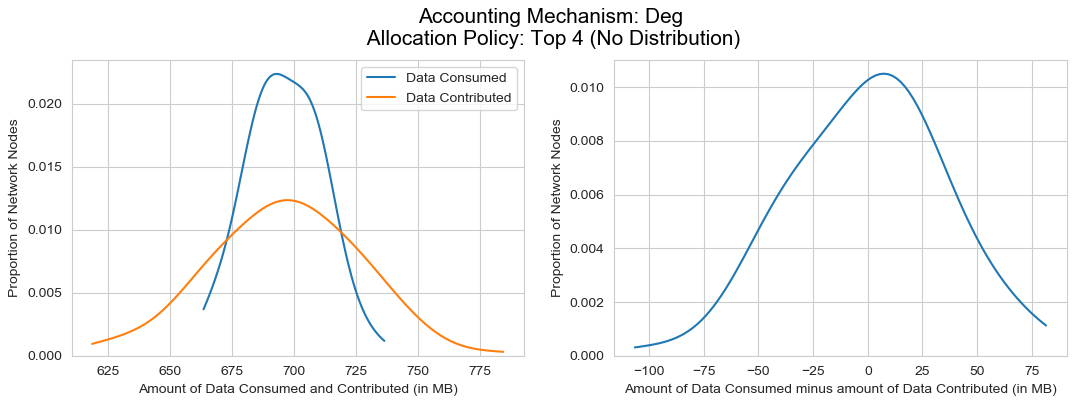 Accounting Mechanism: Deg
Allocation Policy: Top 4 (No Distribution)
Data Consumed
Data Contributed
Proportion of Network Nodes
0.020
0.015
0.010
0.005
0.000
625 650 675 700 725 750 775
Amount of Data Consumed and Contributed (in MB)
Proportion of Network Nodes
0.010
0.008
0.006
0.004
0.002
0.000
−100 −75 −50 −25 0 25 50 75
Amount of Data Consumed minus amount of Data Contributed (in MB)